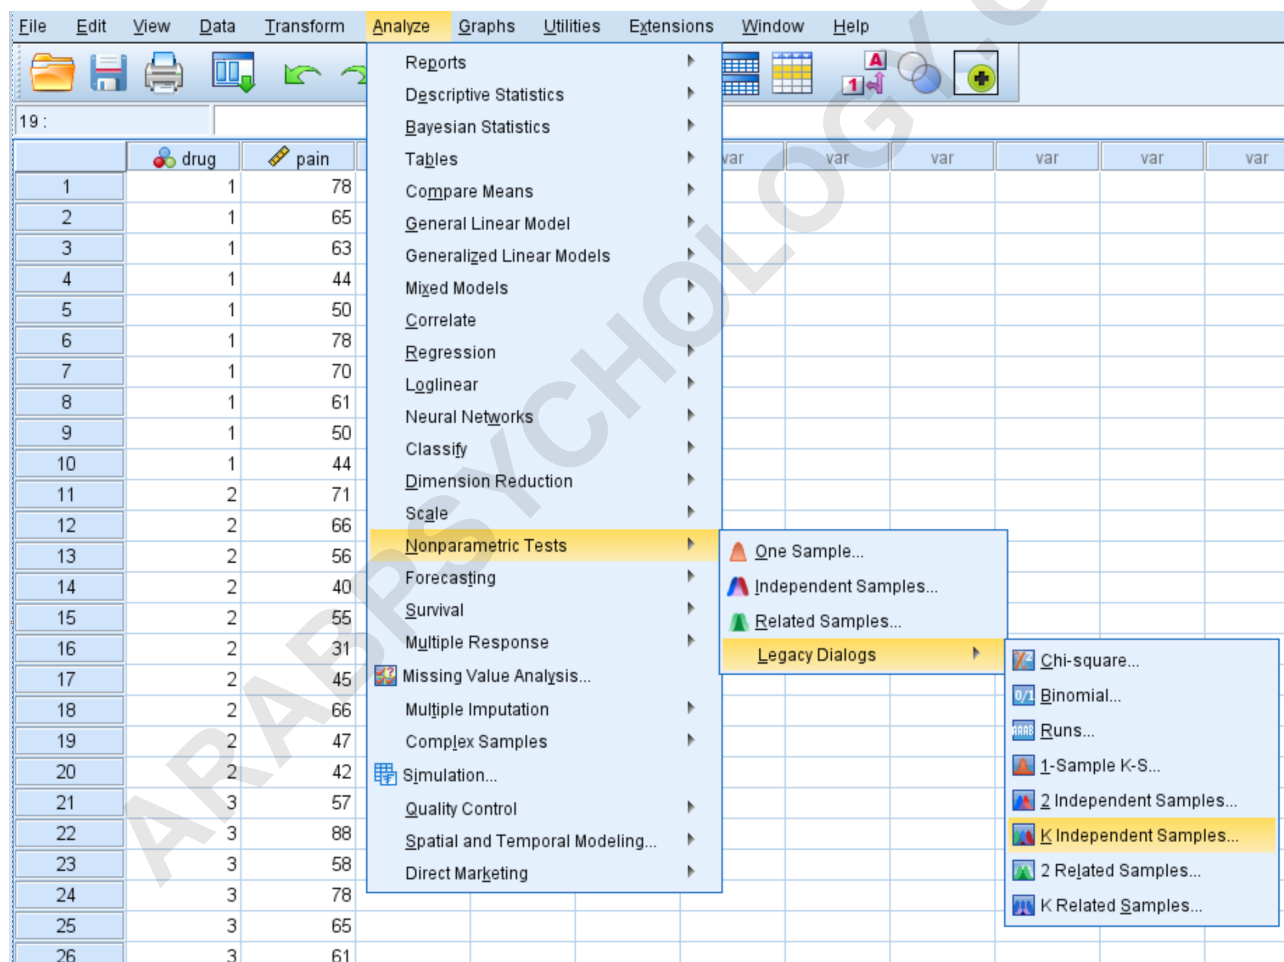 File Edit View Data Transform Analyze Graphs Utilities Extensions Window Help
A
1
19 :
drug pain var var var var var var
1 1 78
2 1 65
3 1 63
4 1 44
5 1 50
6 1 78
7 1 70
8 1 61
9 1 50
10 1 44
11 2 71
12 2 66
13 2 56
14 2 40
15 2 55
16 2 31
17 2 45
18 2 66
19 2 47
20 2 42
21 3 57
22 3 88
23 3 58
24 3 78
25 3 65
26 3 61
Reports
Descriptive Statistics
Bayesian Statistics
Tables
Compare Means
General Linear Model
Generalized Linear Models
Mixed Models
Correlate
Regression
Loglinear
Neural Networks
Classify
Dimension Reduction
Scale
Nonparametric Tests
Forecasting
Survival
Multiple Response
Missing Value Analysis...
Multiple Imputation
Complex Samples
Simulation...
Quality Control
Spatial and Temporal Modeling...
Direct Marketing
One Sample...
Independent Samples...
Related Samples...
Legacy Dialogs
Chi-square...
0/1 Binomial...
Runs...
1-Sample K-S...
2 Independent Samples...
K Independent Samples...
2 Related Samples...
K Related Samples...
ARABPSYCHOLOGY.